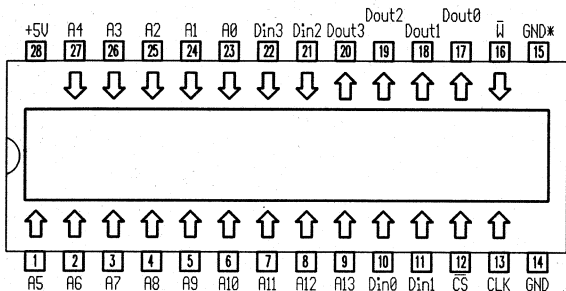 Dout2 Dout0
+5V A4 A3 A2 A1 A0 Din3 Din2 Dout3 Dout1 W̅ GND*
28 27 26 25 24 23 22 21 20 19 18 17 16 15
1 2 3 4 5 6 7 8 9 10 11 12 13 14
A5 A6 A7 A8 A9 A10 A11 A12 A13 Din0 Din1 C̅S̅ CLK GND